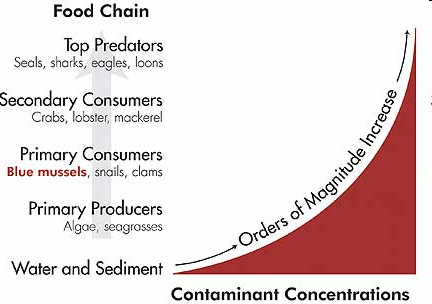 Food Chain
Top Predators
Seals, sharks, eagles, loons
Secondary Consumers
Crabs, lobster, mackerel
Primary Consumers
Blue mussels, snails, clams
Primary Producers
Algae, seagrasses
Water and Sediment
Orders of Magnitude Increase
Contaminant Concentrations